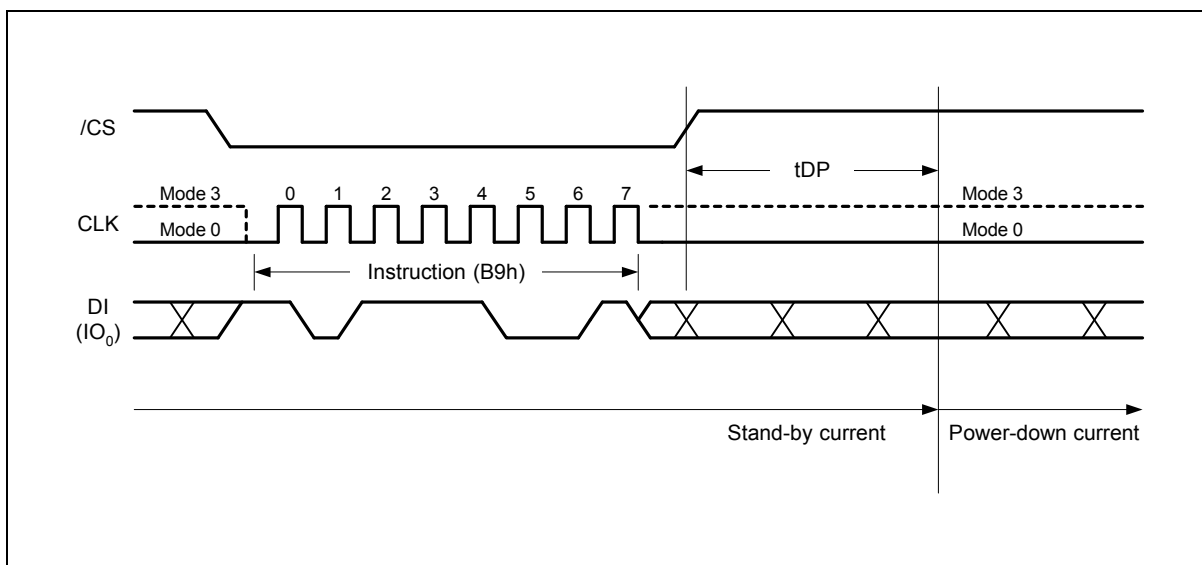 /CS
tDP
Mode 3 0 1 2 3 4 5 6 7 Mode 3
CLK
Mode 0 Mode 0
Instruction (B9h)
DI
(IO0)
Stand-by current Power-down current